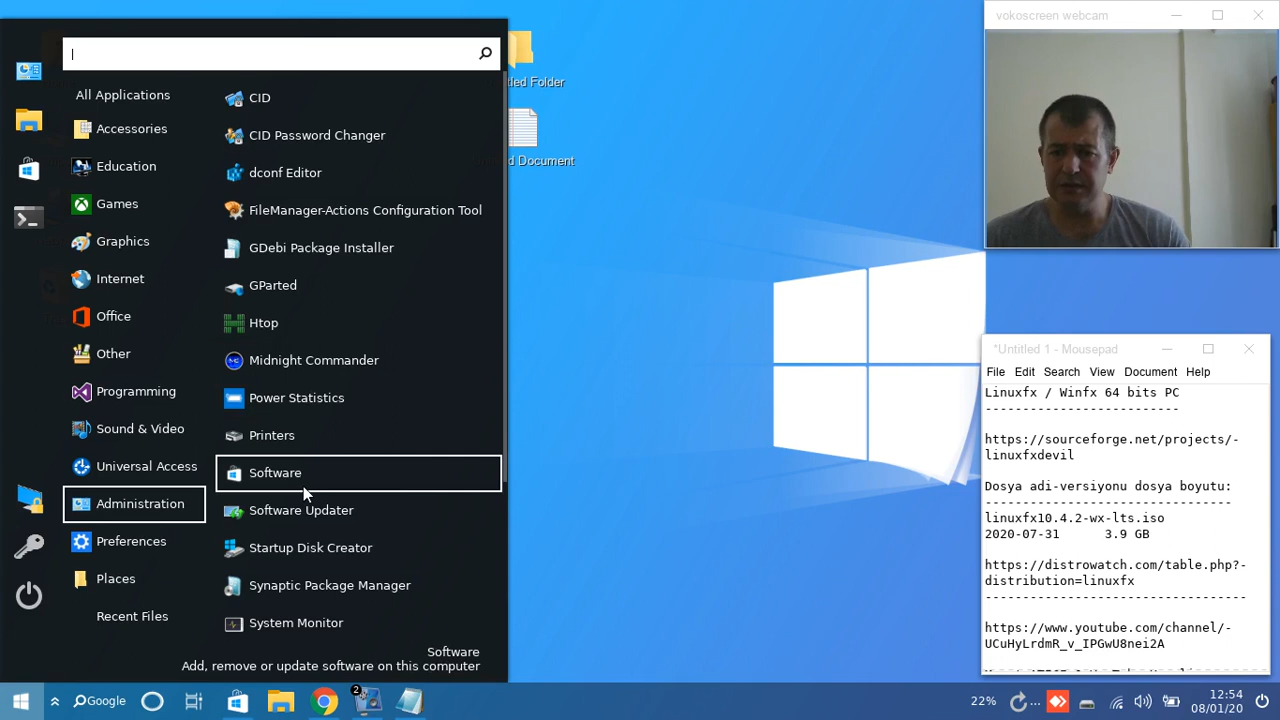 All Applications
Accessories
Education
Games
Graphics
Internet
Office
Other
Programming
Sound & Video
Universal Access
Administration
Preferences
Places
Recent Files
CID
CID Password Changer
dconf Editor
FileManager-Actions Configuration Tool
GDebi Package Installer
GParted
Htop
Midnight Commander
Power Statistics
Printers
Software
Software Updater
Startup Disk Creator
Synaptic Package Manager
System Monitor
Software
Add, remove or update software on this computer
Folder
Document
vokoscreen webcam
*Untitled 1 - Mousepad
File Edit Search View Document Help
Linuxfx / Winfx 64 bits PC
--------------------------
https://sourceforge.net/projects/-
linuxfxdevil
Dosya adi-versiyonu dosya boyutu:
---------------------------------
linuxfx10.4.2-wx-lts.iso
2020-07-31 3.9 GB
https://distrowatch.com/table.php?-
distribution=linuxfx
-----------------------------------
https://www.youtube.com/channel/-
UCuHyLrdmR_v_IPGwU8nei2A
Google
2
22%
...
12:54
08/01/20